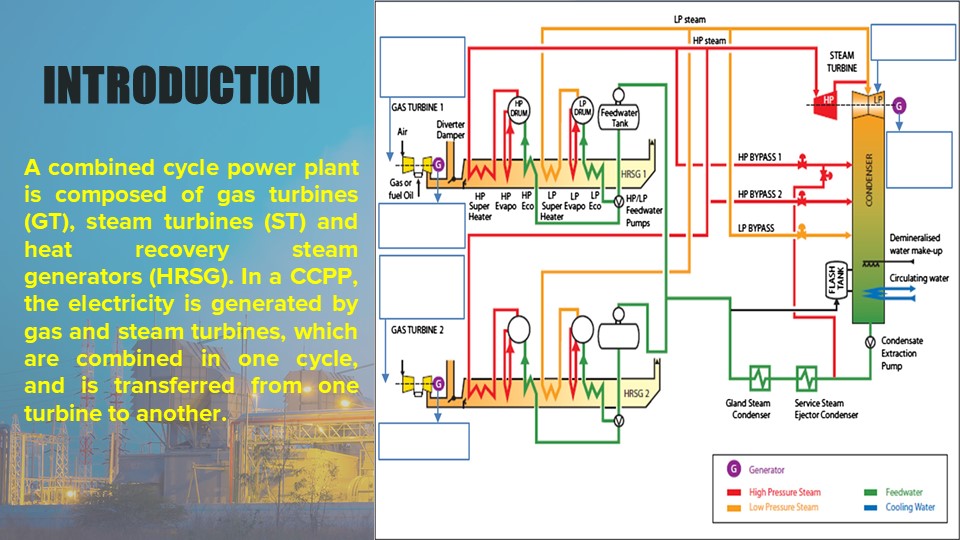 INTRODUCTION
A combined cycle power plant
is composed of gas turbines
(GT), steam turbines (ST) and
heat recovery steam
generators (HRSG). In a CCPP,
the electricity is generated by
gas and steam turbines, which
are combined in one cycle,
and is transferred from one
turbine to another.
LP steam
HP steam
STEAM
TURBINE
HP
LP
G
GAS TURBINE 1
Air
Diverter
Damper
G
Gas or
fuel Oil
HP
DRUM
LP
DRUM
Feedwater
Tank
HRSG 1
HP
Super
Heater
HP
Evapo
HP
Eco
LP
Super
Heater
LP
Evapo
LP
Eco
HP/LP
Feedwater
Pumps
HP BYPASS 1
HP BYPASS 2
LP BYPASS
CONDENSER
Demineralised
water make-up
FLASH
TANK
Circulating water
GAS TURBINE 2
G
HRSG 2
Condensate
Extraction
Pump
Gland Steam
Condenser
Service Steam
Ejector Condenser
G Generator
High Pressure Steam
Low Pressure Steam
Feedwater
Cooling Water